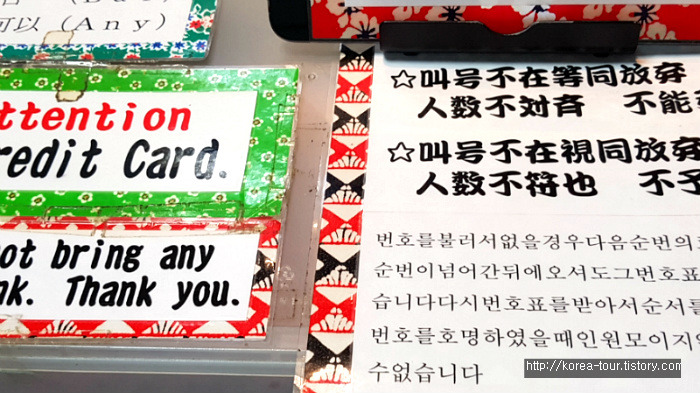 可以 (Any)
Attention
redit Card.
not bring any
nk. Thank you.
☆叫号不在等同放弃
人数不对齐 不能
☆叫号不在視同放弃
人数不符也 不予
번호를불러서없을경우다음순번의
순번이넘어간뒤에오셔도그번호표
습니다다시번호표를받아서순서를
번호를호명하였을때인원모이지
수없습니다
http://korea-tour.tistory.com